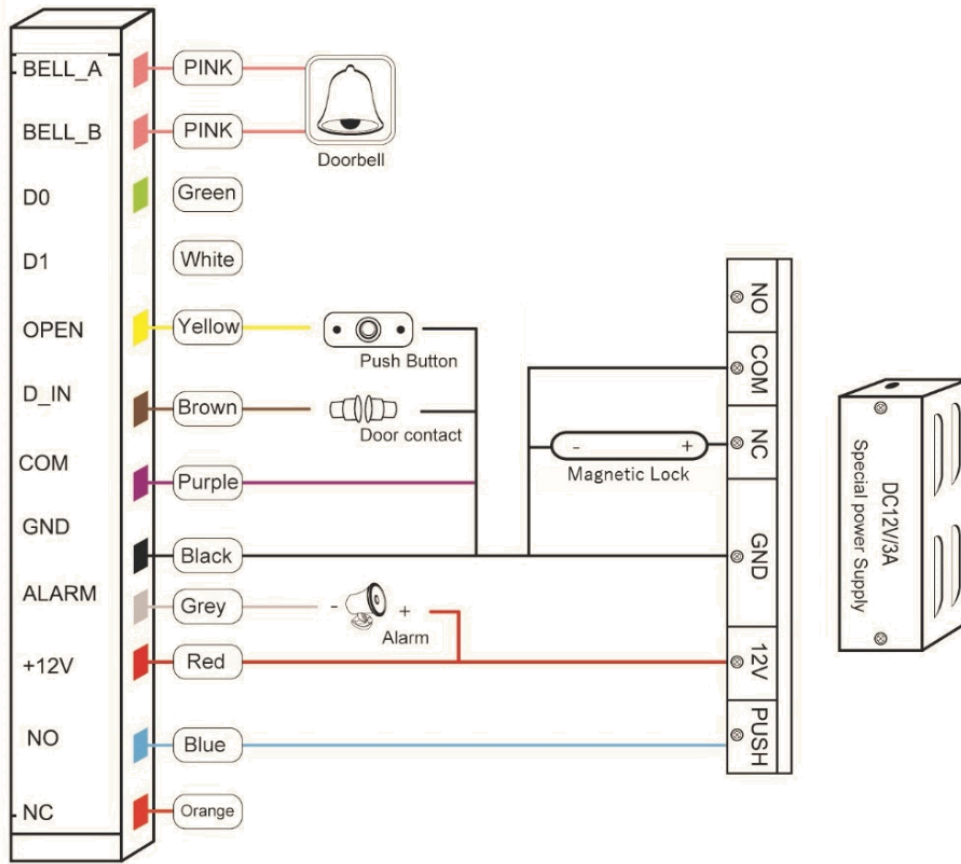 BELL_A
PINK
BELL_B
PINK
Doorbell
D0
Green
D1
White
OPEN
Yellow
Push Button
D_IN
Brown
Door contact
COM
Purple
GND
Black
ALARM
Grey
-
+
Alarm
+12V
Red
NO
Blue
NC
Orange
NO
COM
NC
-
+
Magnetic Lock
GND
12V
PUSH
DC12V/3A
Special power Supply